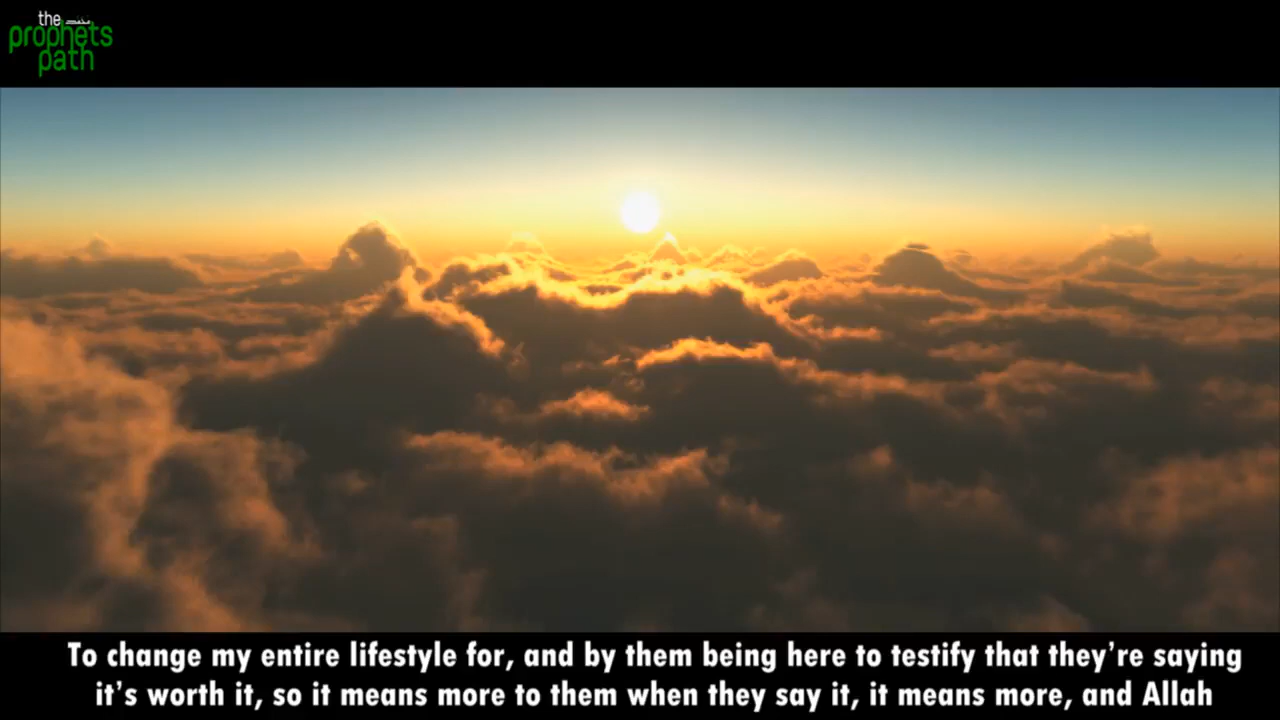 the محمد
prophets
path
To change my entire lifestyle for, and by them being here to testify that they’re saying
it’s worth it, so it means more to them when they say it, it means more, and Allah